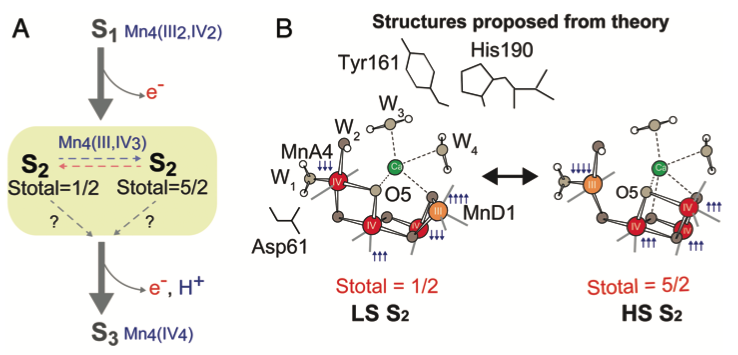 A
S1 Mn4(III2,IV2)
e-
Mn4(III,IV3)
S2 S2
Stotal=1/2 Stotal=5/2
? ?
e-, H+
S3 Mn4(IV4)
B
Structures proposed from theory
Tyr161
His190
W3
W2
W4
MnA4
↓↓↓
Ca
W1
IV
O5
↑↑↑↑
III
MnD1
IV
IV
↓↓↓
Asp61
↑↑↑
Stotal = 1/2
LS S2
Ca
↓↓↓↓
III
O5
IV
↑↑↑
IV
IV
↑↑↑
↑↑↑
Stotal = 5/2
HS S2